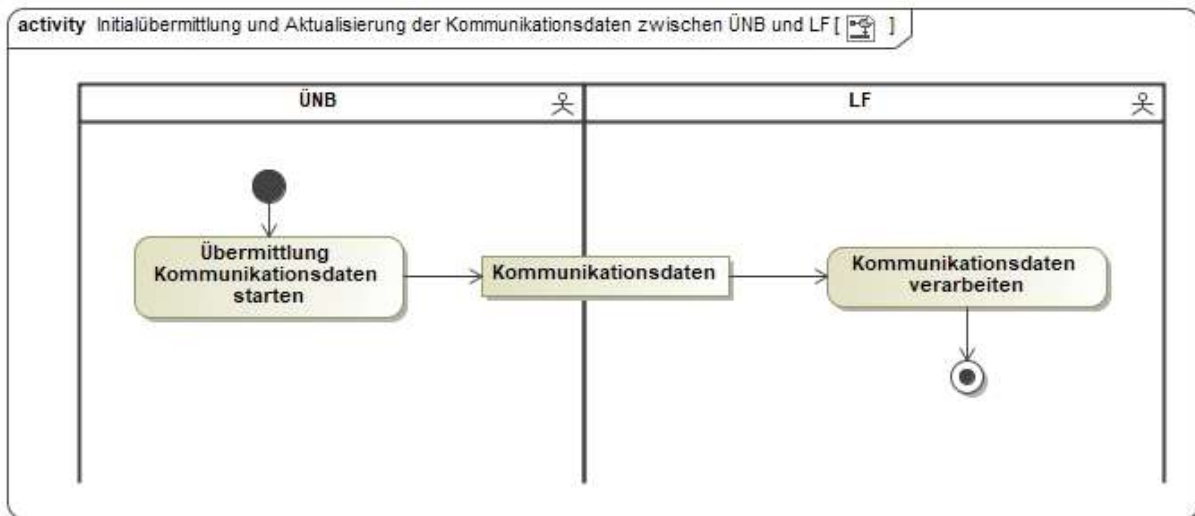 activity Initialübermittlung und Aktualisierung der Kommunikationsdaten zwischen ÜNB und LF [ ]
ÜNB
LF
Übermittlung
Kommunikationsdaten
starten
Kommunikationsdaten
Kommunikationsdaten
verarbeiten